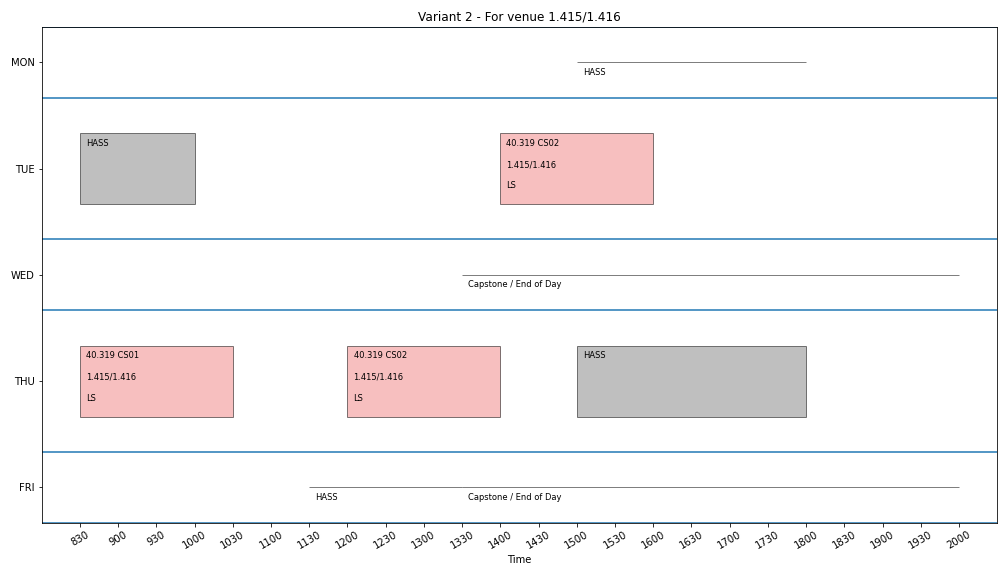 Variant 2 - For venue 1.415/1.416
MON
HASS
TUE
HASS
40.319 CS02
1.415/1.416
LS
WED
Capstone / End of Day
THU
40.319 CS01
1.415/1.416
LS
40.319 CS02
1.415/1.416
LS
HASS
FRI
HASS
Capstone / End of Day
830 900 930 1000 1030 1100 1130 1200 1230 1300 1330 1400 1430 1500 1530 1600 1630 1700 1730 1800 1830 1900 1930 2000
Time